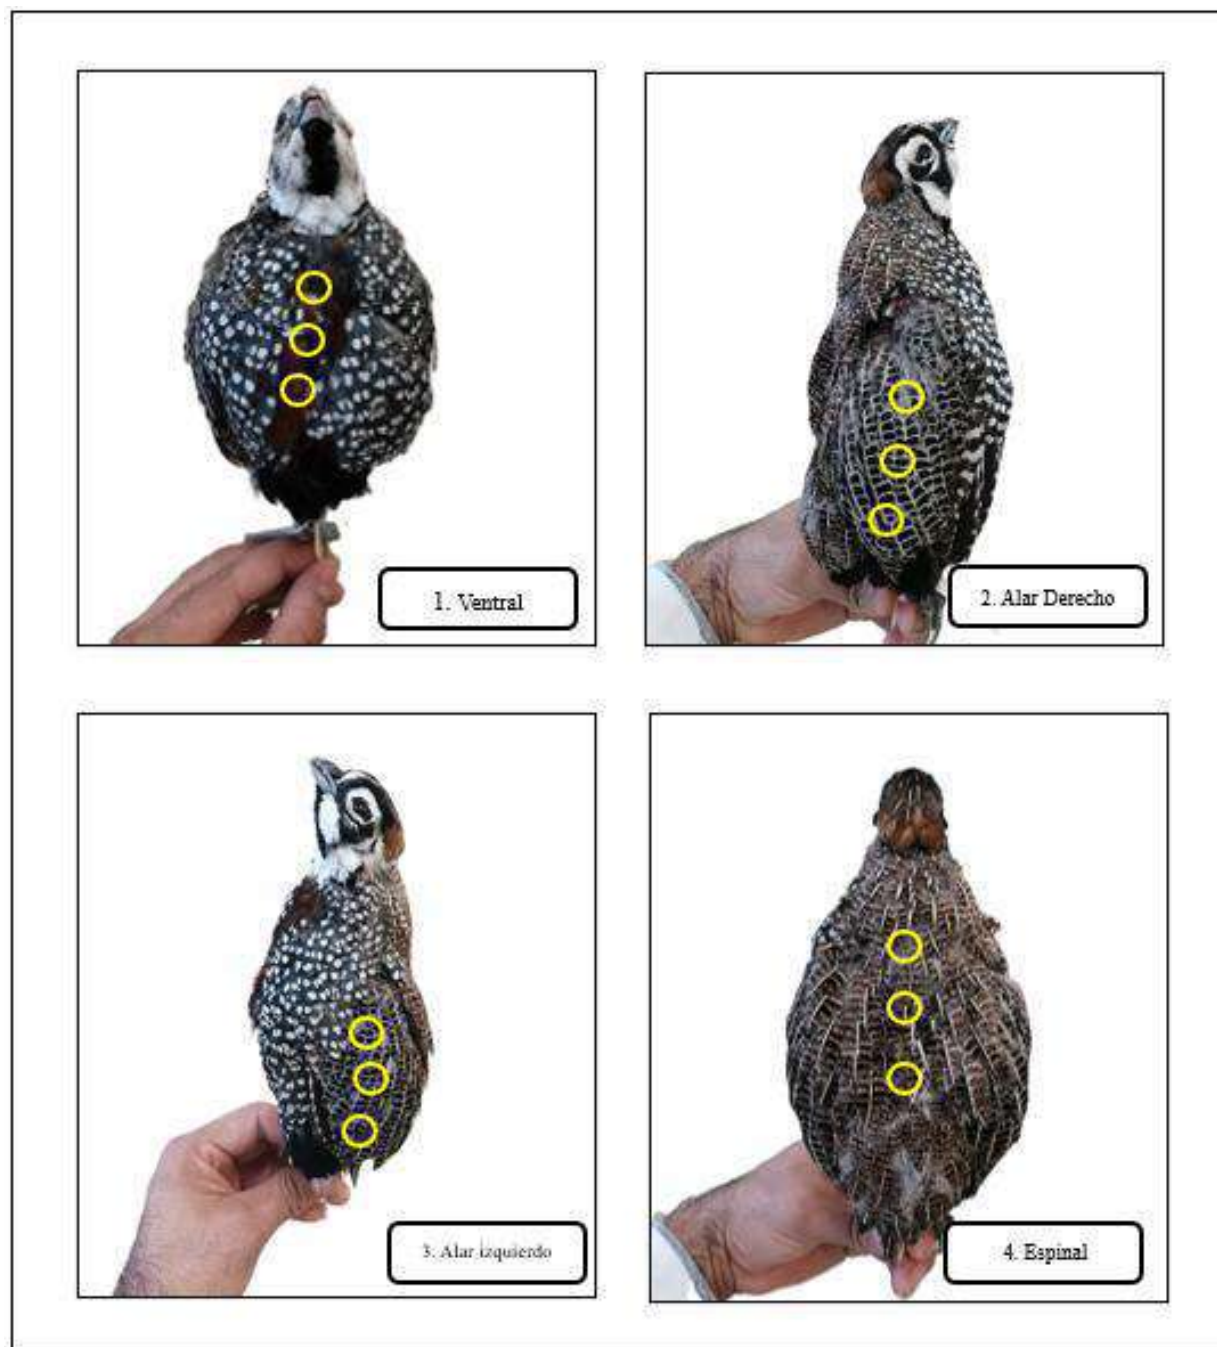 1. Ventral
2. Alar Derecho
3. Alar izquierdo
4. Espinal